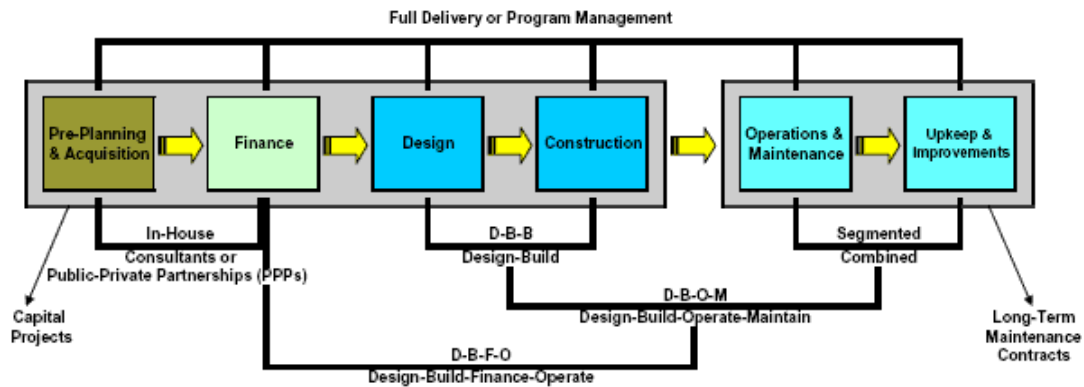 Full Delivery or Program Management
Pre-Planning
& Acquisition
Finance
Design
Construction
Operations &
Maintenance
Upkeep &
Improvements
In-House
Consultants or
Public-Private Partnerships (PPPs)
D-B-B
Design-Build
Segmented
Combined
D-B-O-M
Design-Build-Operate-Maintain
Capital
Projects
Long-Term
Maintenance
Contracts
D-B-F-O
Design-Build-Finance-Operate